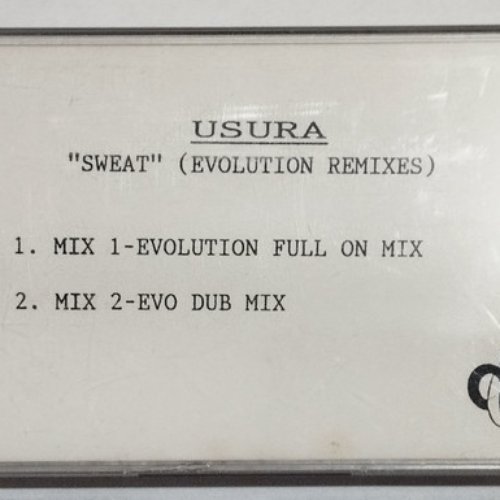 USURA
"SWEAT" (EVOLUTION REMIXES)
1. MIX 1-EVOLUTION FULL ON MIX
2. MIX 2-EVO DUB MIX